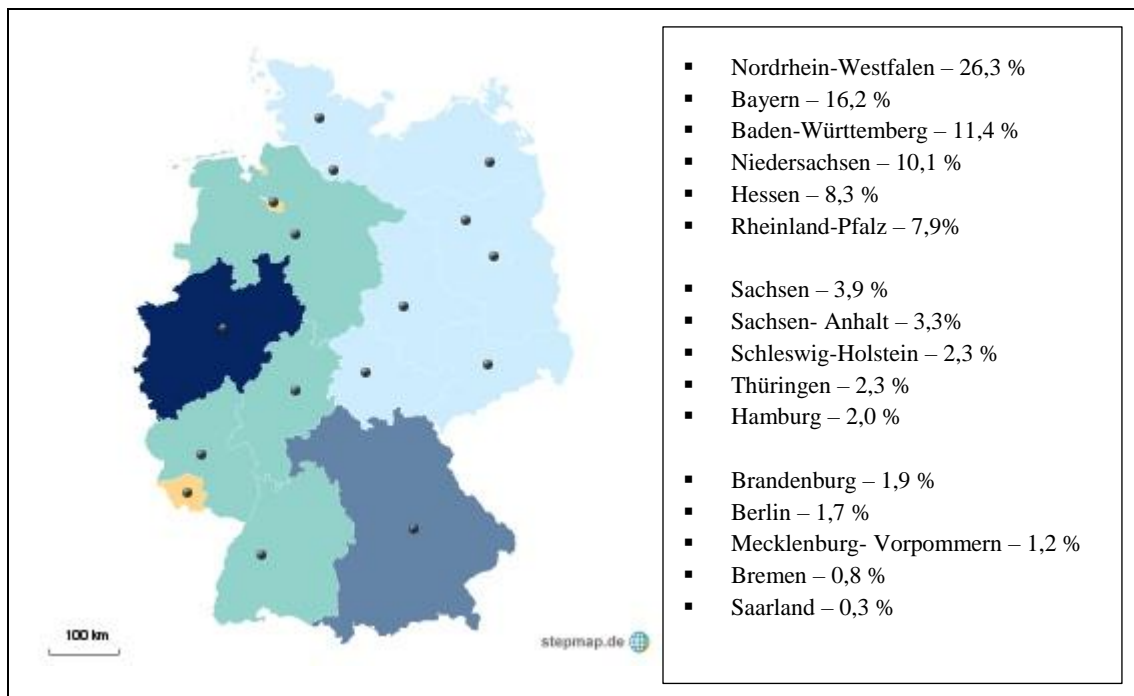 ▪ Nordrhein-Westfalen – 26,3 %
▪ Bayern – 16,2 %
▪ Baden-Württemberg – 11,4 %
▪ Niedersachsen – 10,1 %
▪ Hessen – 8,3 %
▪ Rheinland-Pfalz – 7,9%
▪ Sachsen – 3,9 %
▪ Sachsen- Anhalt – 3,3%
▪ Schleswig-Holstein – 2,3 %
▪ Thüringen – 2,3 %
▪ Hamburg – 2,0 %
▪ Brandenburg – 1,9 %
▪ Berlin – 1,7 %
▪ Mecklenburg- Vorpommern – 1,2 %
▪ Bremen – 0,8 %
▪ Saarland – 0,3 %
100 km
stepmap.de